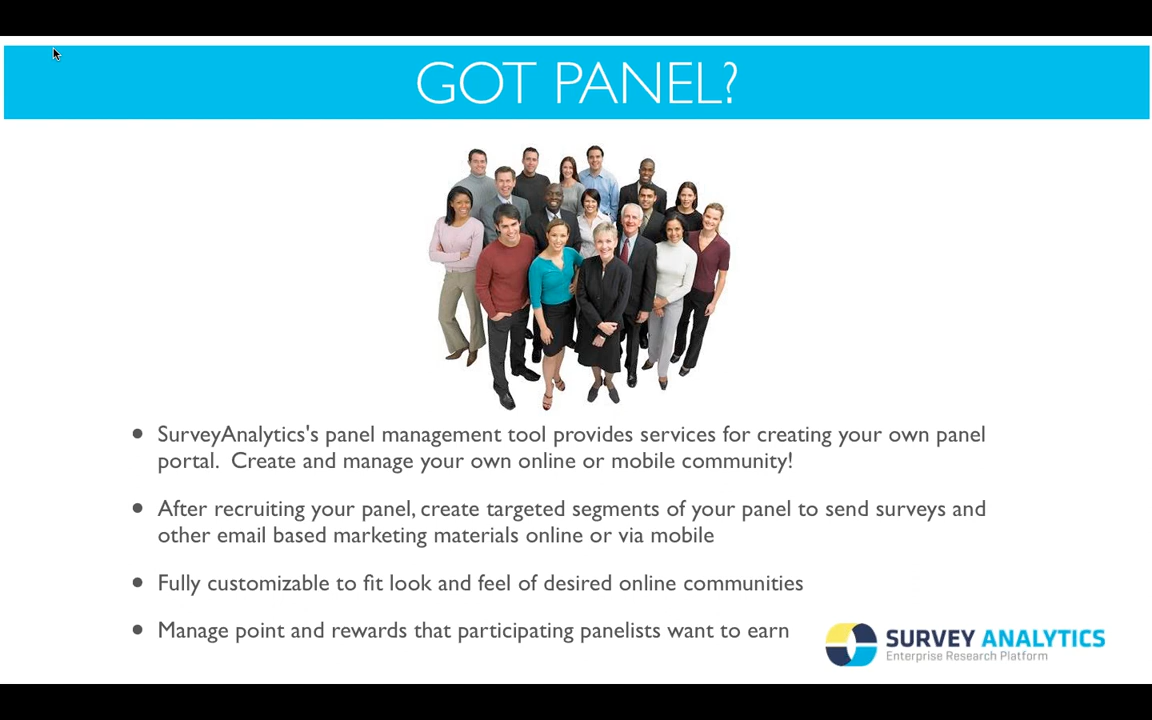 GOT PANEL?
• SurveyAnalytics's panel management tool provides services for creating your own panel
portal.  Create and manage your own online or mobile community!
• After recruiting your panel, create targeted segments of your panel to send surveys and
other email based marketing materials online or via mobile
• Fully customizable to fit look and feel of desired online communities
• Manage point and rewards that participating panelists want to earn
SURVEY ANALYTICS
Enterprise Research Platform